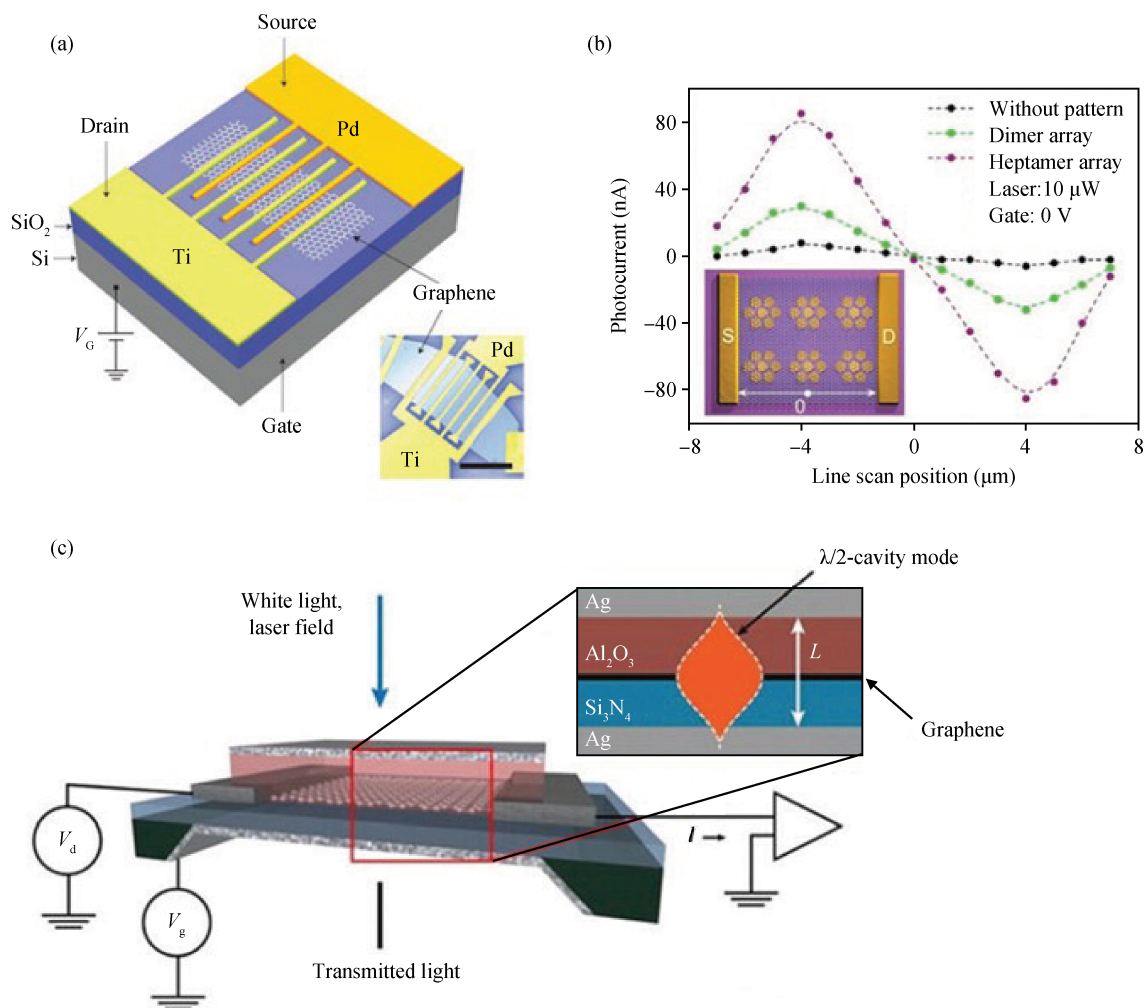 (a)
Source
Drain
Pd
SiO2
Si
Ti
Graphene
VG
Gate
Pd
Ti
(b)
Without pattern
Dimer array
Heptamer array
Laser:10 μW
Gate: 0 V
Photocurrent (nA)
80
40
0
−40
−80
S
D
0
−8
−4
0
4
8
Line scan position (μm)
(c)
White light,
laser field
λ/2-cavity mode
Ag
Al2O3
L
Si3N4
Ag
Graphene
Vd
Vg
I
Transmitted light